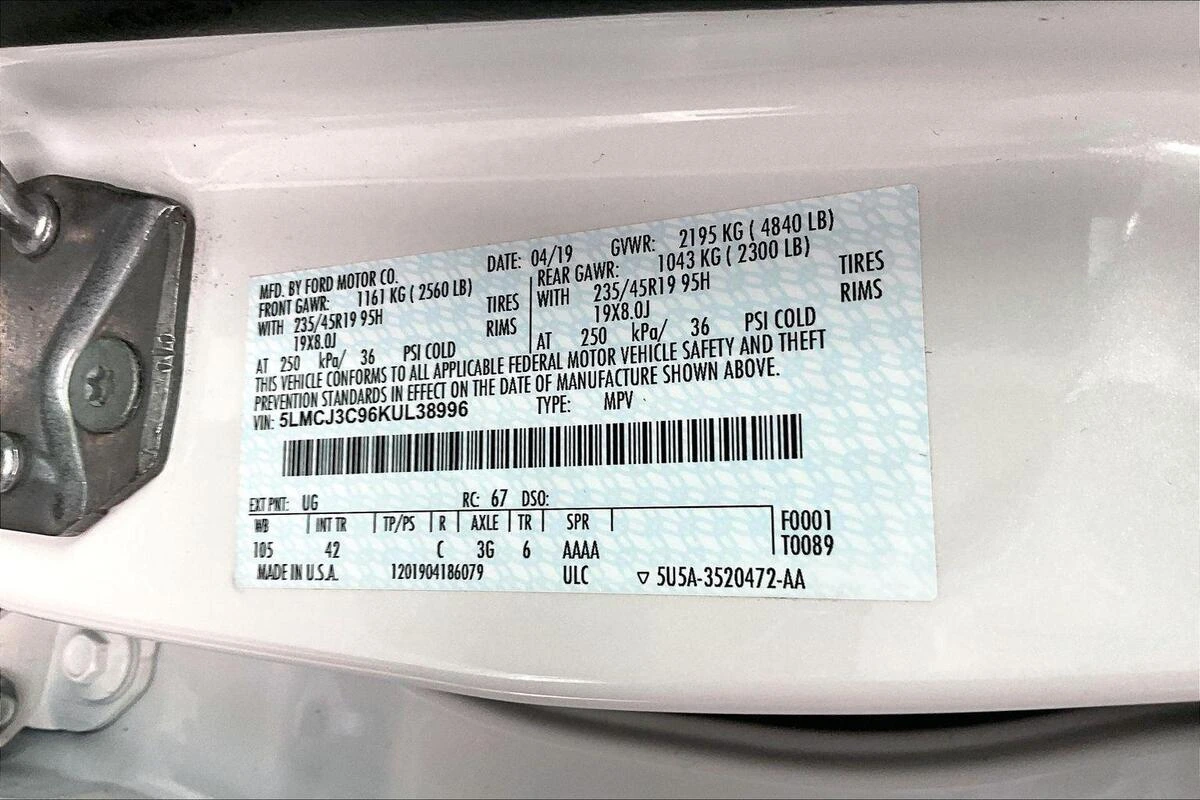 MFD. BY FORD MOTOR CO. DATE: 04/19 GVWR: 2195 KG ( 4840 LB)
FRONT GAWR: 1161 KG ( 2560 LB) REAR GAWR: 1043 KG ( 2300 LB)
WITH 235/45R19 95H TIRES WITH 235/45R19 95H TIRES
19X8.0J RIMS 19X8.0J RIMS
AT 250 kPa/ 36 PSI COLD AT 250 kPa/ 36 PSI COLD
THIS VEHICLE CONFORMS TO ALL APPLICABLE FEDERAL MOTOR VEHICLE SAFETY AND THEFT
PREVENTION STANDARDS IN EFFECT ON THE DATE OF MANUFACTURE SHOWN ABOVE.
VIN: 5LMCJ3C96KUL38996 TYPE: MPV
EXT PNT: UG RC: 67 DSO:
WB INT TR TP/PS R AXLE TR SPR F0001
105 42 C 3G 6 AAAA T0089
MADE IN U.S.A. 1201904186079 ULC ▽ 5U5A-3520472-AA